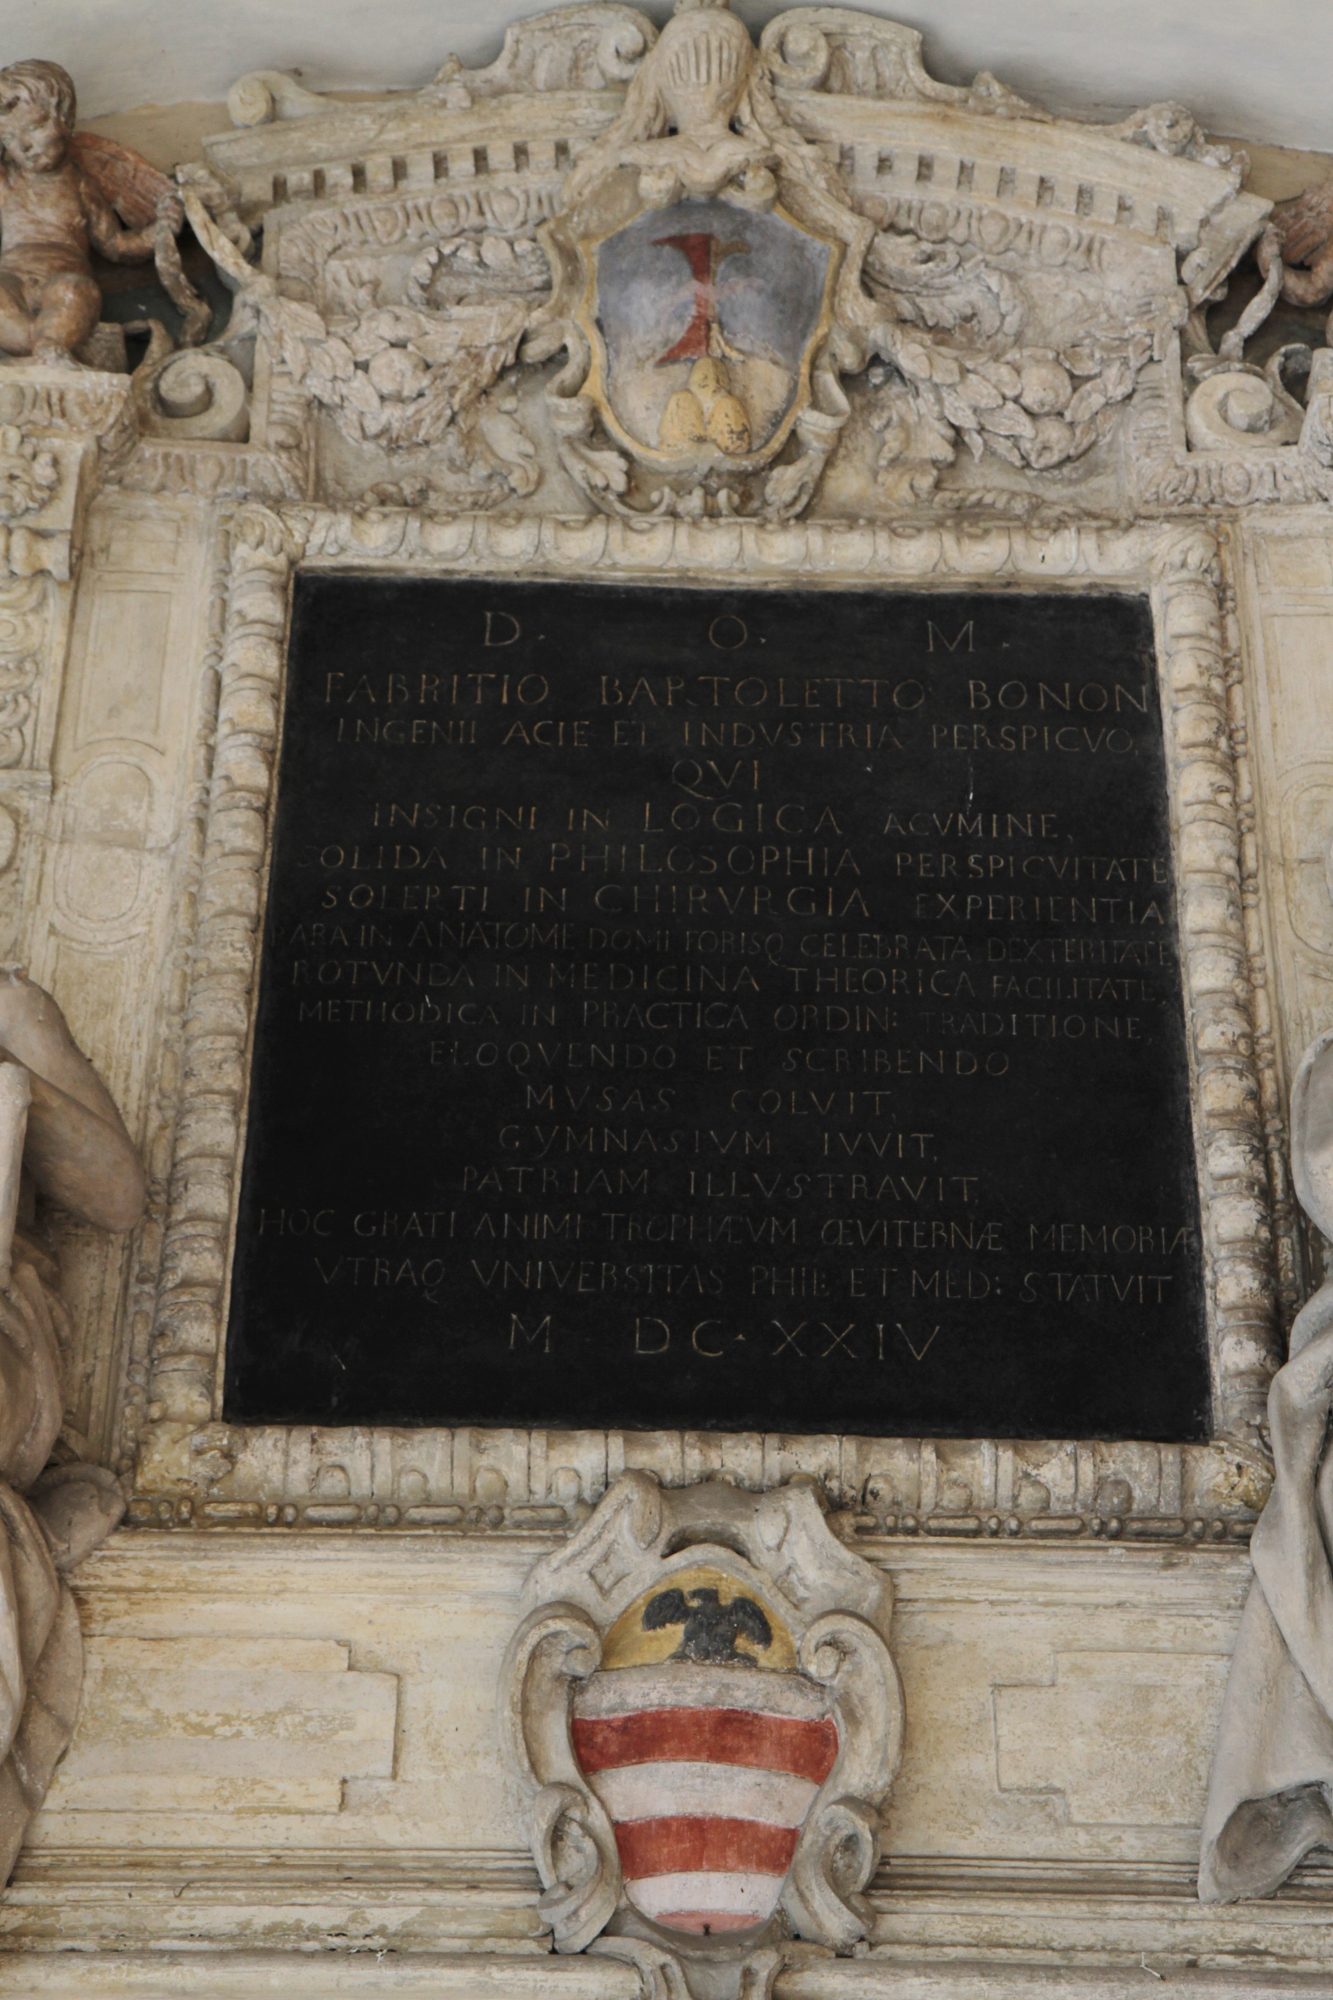 D. O. M.
FABRITIO BARTOLETTO BONON
INGENII ACIE ET INDVSTRIA PERSPICVO.
QVI
INSIGNI IN LOGICA ACVMINE,
SOLIDA IN PHILOSOPHIA PERSPICVITATE
SOLERTI IN CHIRVRGIA EXPERIENTIA
RARA IN ANATOME DOMI FORISQ CELEBRATA DEXTERITATE
ROTVNDA IN MEDICINA THEORICA FACILITATE,
METHODICA IN PRACTICA ORDIN: TRADITIONE,
ELOQVENDO ET SCRIBENDO
MVSAS COLVIT,
GYMNASIVM IVVIT,
PATRIAM ILLVSTRAVIT,
HOC GRATI ANIMI TROPHÆVM ŒVITERNÆ MEMORIÆ
VTRAQ VNIVERSITAS PHIL ET MED: STATVIT
M DC·XXIV